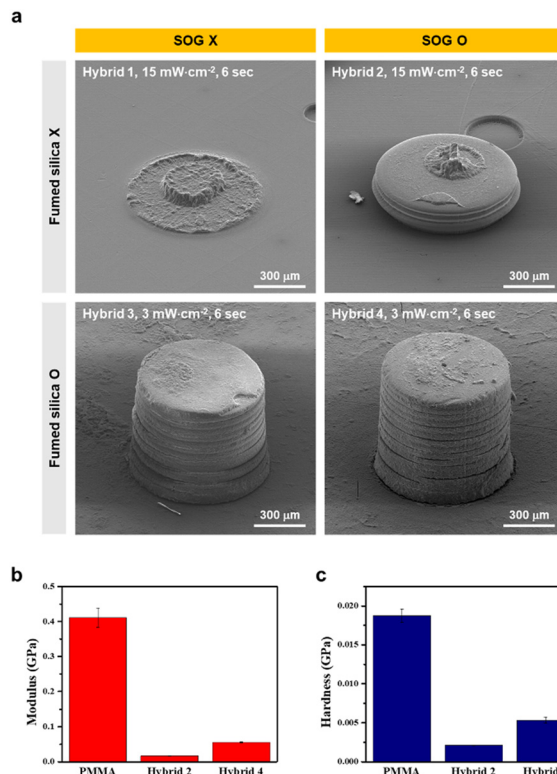 a
SOG X
SOG O
Fumed silica X
Hybrid 1, 15 mW·cm-2, 6 sec
300 μm
Hybrid 2, 15 mW·cm-2, 6 sec
300 μm
Fumed silica O
Hybrid 3, 3 mW·cm-2, 6 sec
300 μm
Hybrid 4, 3 mW·cm-2, 6 sec
300 μm
b
Modulus (GPa)
0.5
0.4
0.3
0.2
0.1
0.0
PMMA
Hybrid 2
Hybrid 4
c
Hardness (GPa)
0.020
0.015
0.010
0.005
0.000
PMMA
Hybrid 2
Hybrid